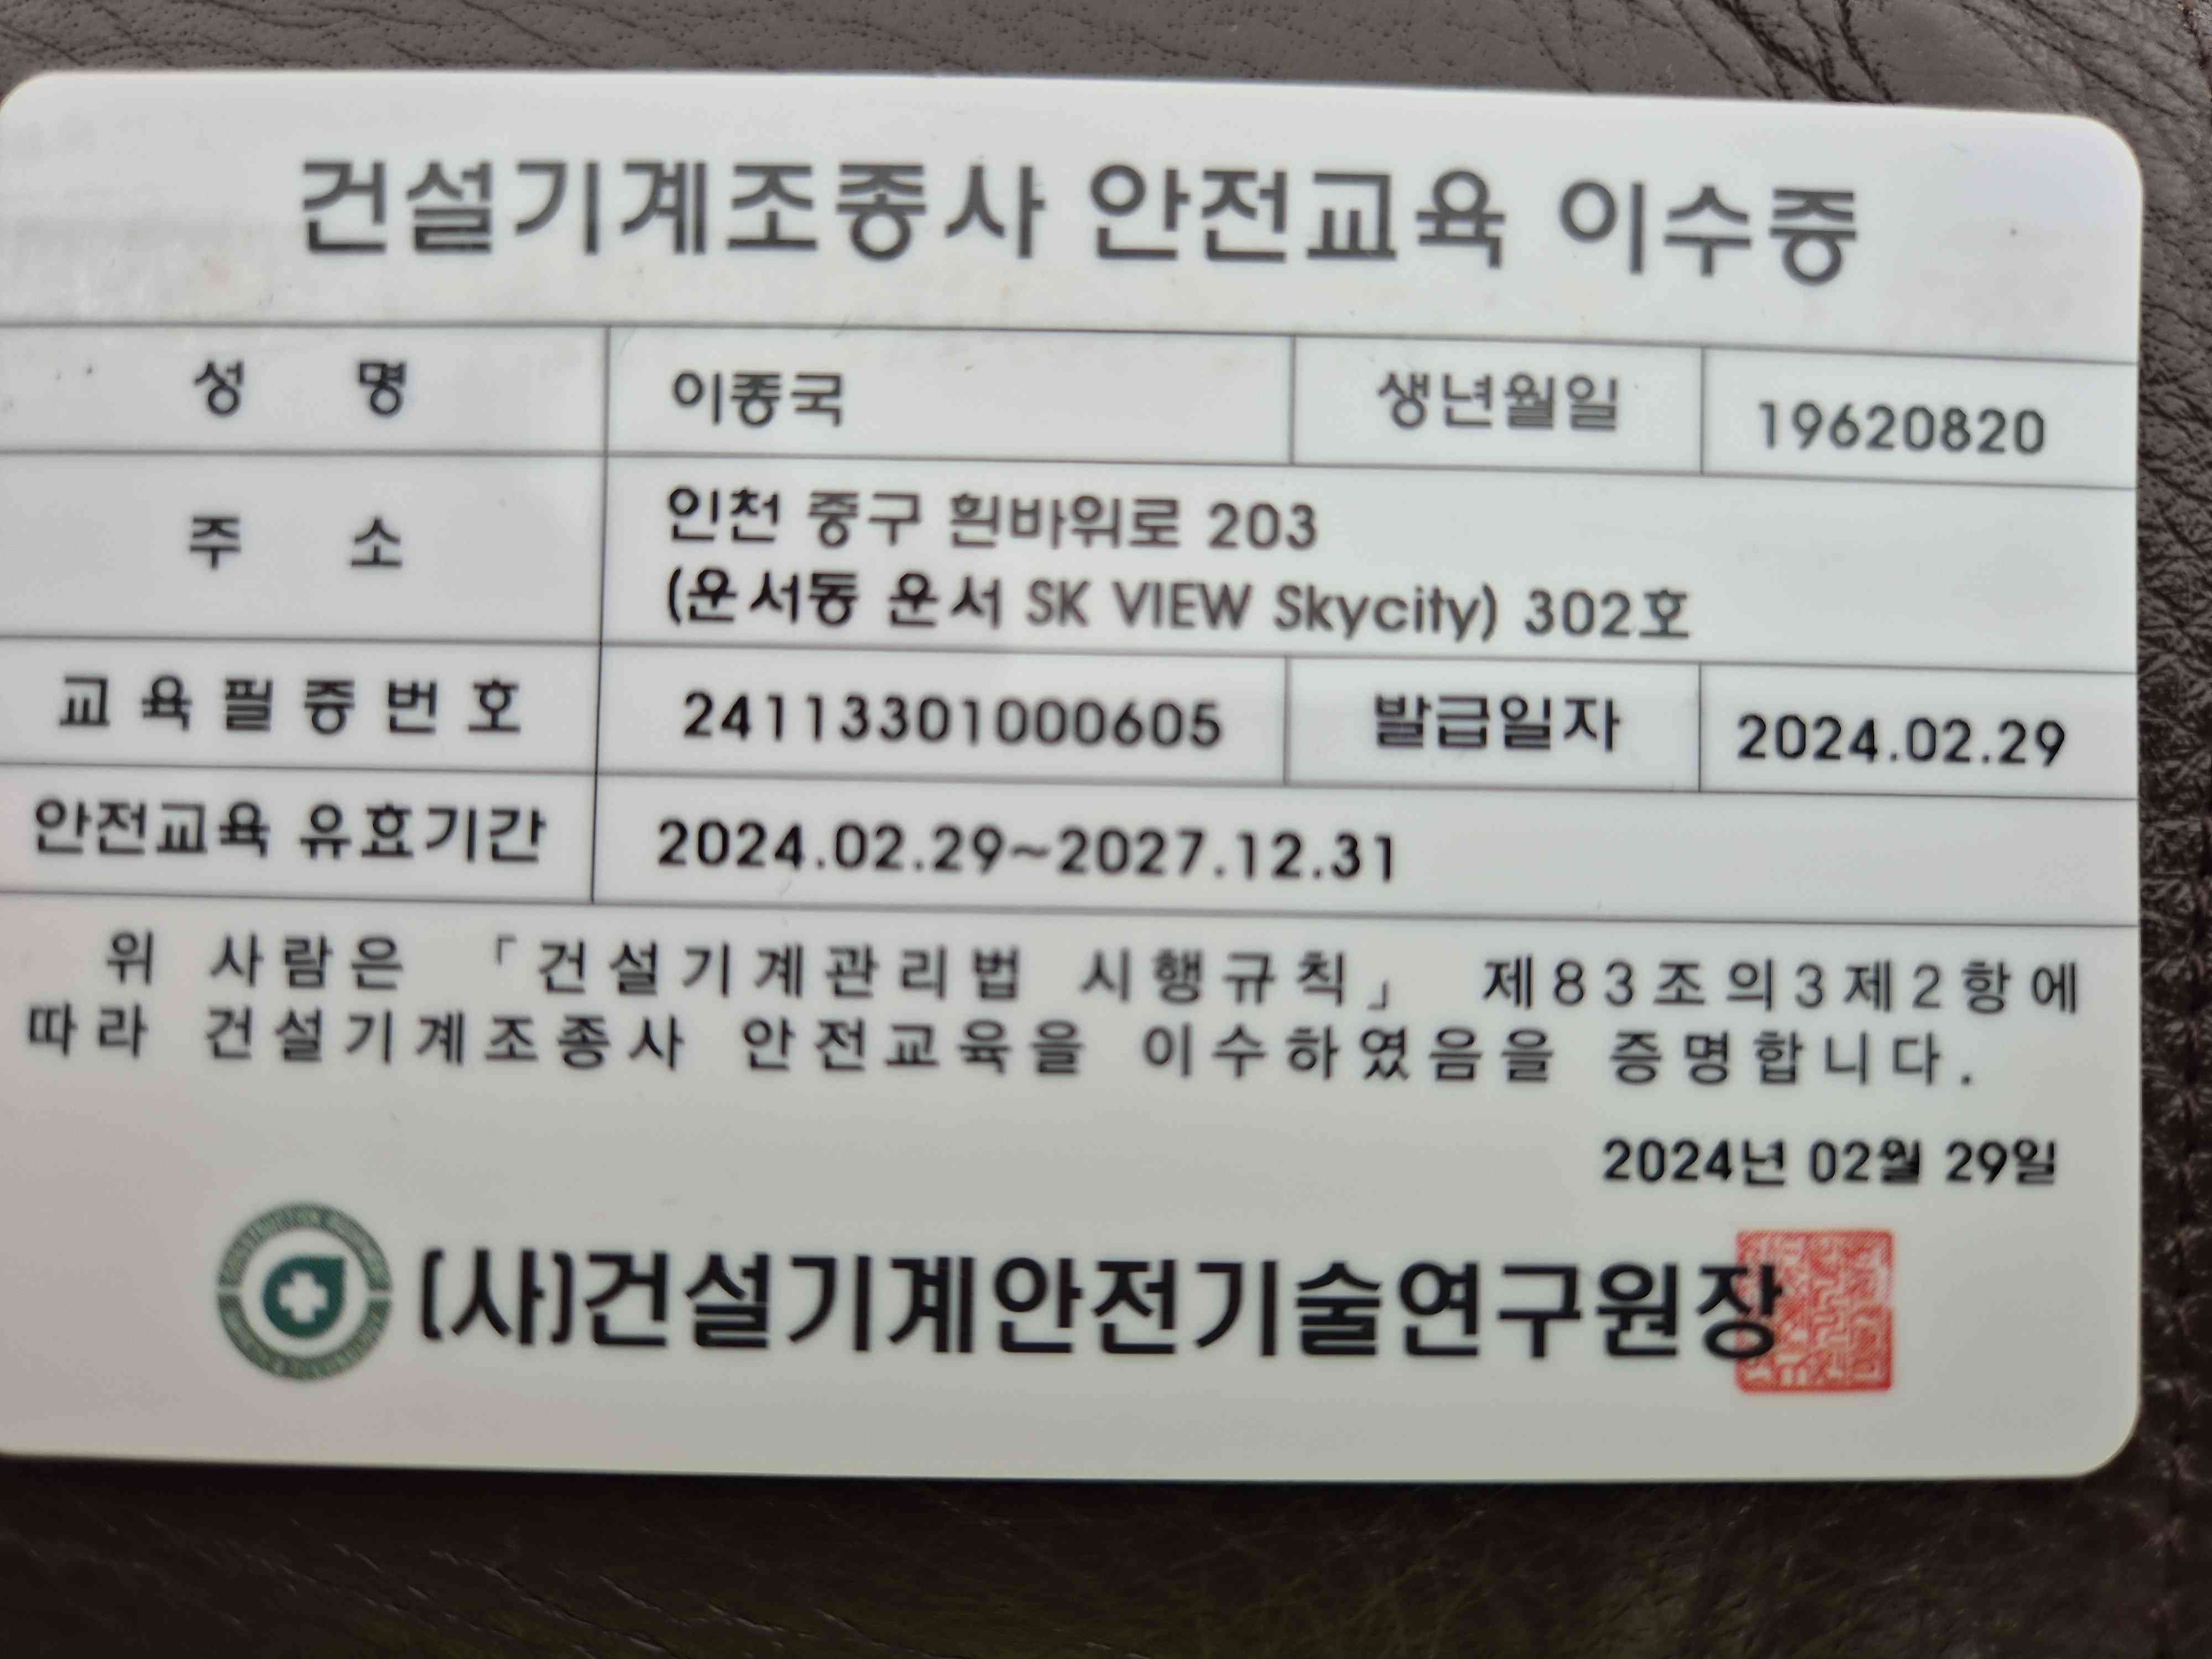 건설기계조종사 안전교육 이수증
성 명 이종국 생년월일 19620820
주 소 인천 중구 흰바위로 203
(운서동 운서 SK VIEW Skycity) 302호
교육필증번호 24113301000605 발급일자 2024.02.29
안전교육 유효기간 2024.02.29~2027.12.31
위 사람은 「건설기계관리법 시행규칙」 제83조의3제2항에
따라 건설기계조종사 안전교육을 이수하였음을 증명합니다.
2024년 02월 29일
(사)건설기계안전기술연구원장